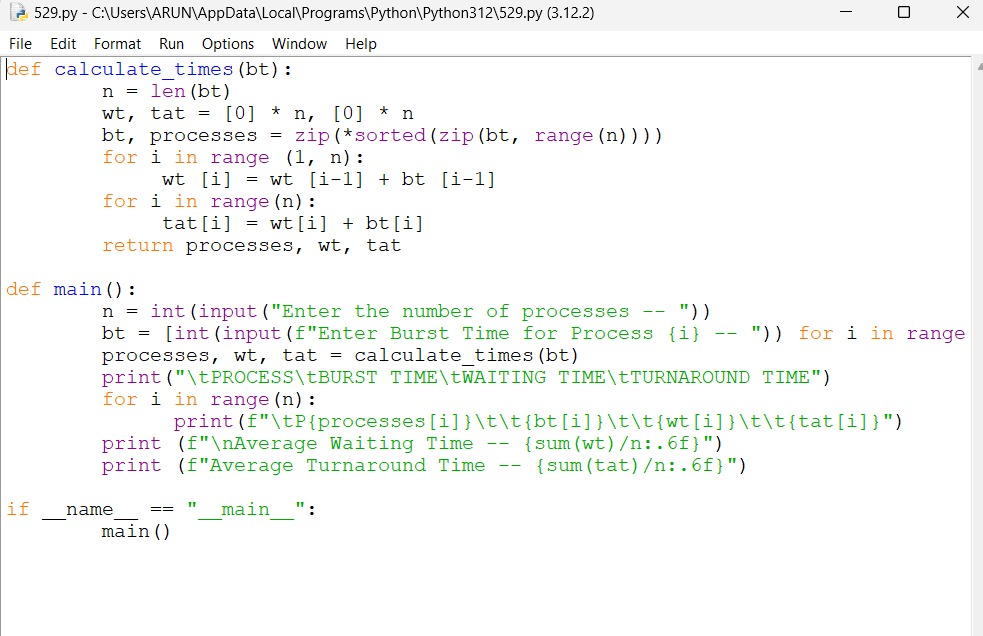 529.py - C:\Users\ARUN\AppData\Local\Programs\Python\Python312\529.py (3.12.2)
File Edit Format Run Options Window Help
def calculate_times(bt):
        n = len(bt)
        wt, tat = [0] * n, [0] * n
        bt, processes = zip(*sorted(zip(bt, range(n))))
        for i in range (1, n):
             wt [i] = wt [i-1] + bt [i-1]
        for i in range(n):
             tat[i] = wt[i] + bt[i]
        return processes, wt, tat

def main():
        n = int(input("Enter the number of processes -- "))
        bt = [int(input(f"Enter Burst Time for Process {i} -- ")) for i in range
        processes, wt, tat = calculate_times(bt)
        print("\tPROCESS\tBURST TIME\tWAITING TIME\tTURNAROUND TIME")
        for i in range(n):
              print(f"\tP{processes[i]}\t\t{bt[i]}\t\t{wt[i]}\t\t{tat[i]}")
        print (f"\nAverage Waiting Time -- {sum(wt)/n:.6f}")
        print (f"Average Turnaround Time -- {sum(tat)/n:.6f}")

if __name__ == "__main__":
        main()